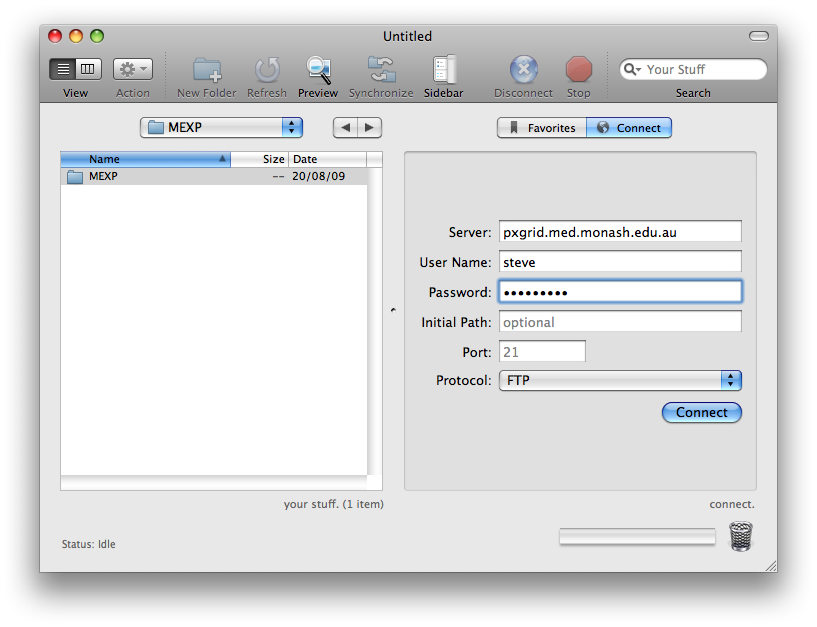 Untitled
View
Action
New Folder
Refresh
Preview
Synchronize
Sidebar
Disconnect
Stop
Your Stuff
Search
MEXP
Favorites
Connect
Name Size Date
MEXP -- 20/08/09
Server: pxgrid.med.monash.edu.au
User Name: steve
Password: •••••••••
Initial Path: optional
Port: 21
Protocol: FTP
Connect
your stuff. (1 item)
connect.
Status: Idle